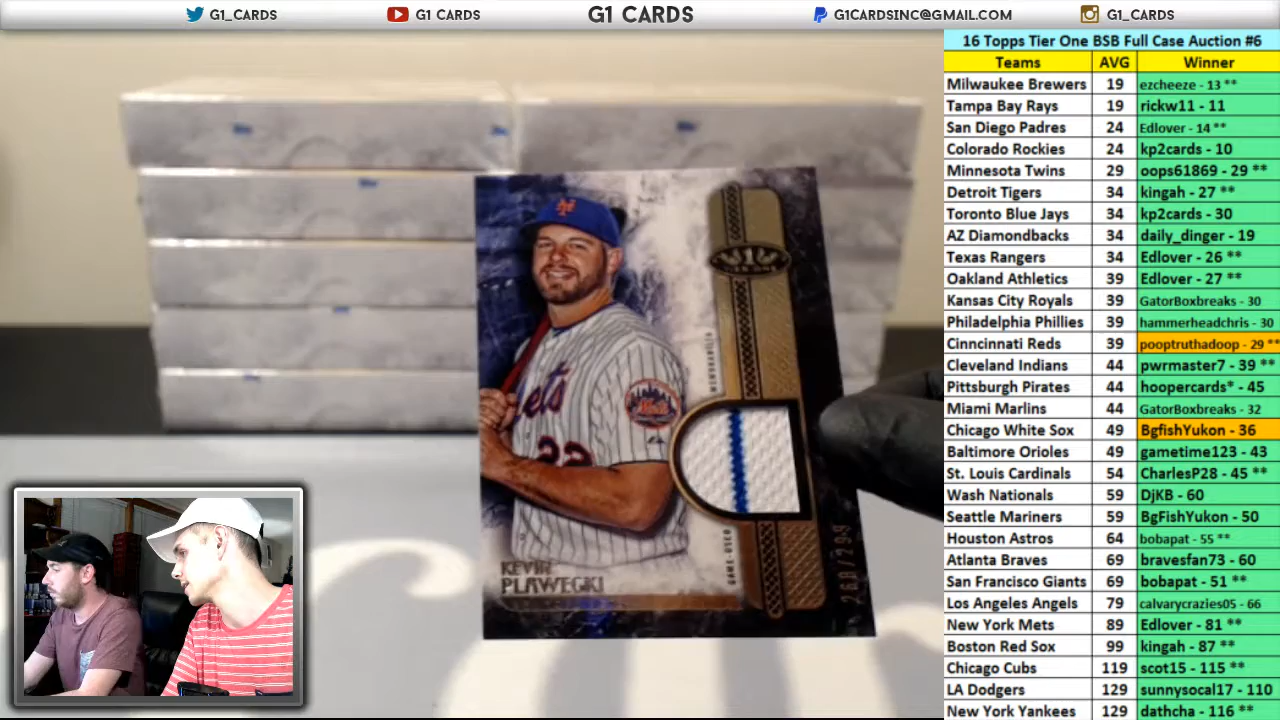 G1_CARDS G1 CARDS G1 CARDS G1CARDSINC@GMAIL.COM G1_CARDS
16 Topps Tier One BSB Full Case Auction #6
Teams AVG Winner
Milwaukee Brewers 19 ezcheeze - 13 **
Tampa Bay Rays 19 rickw11 - 11
San Diego Padres 24 Edlover - 14 **
Colorado Rockies 24 kp2cards - 10
Minnesota Twins 29 oops61869 - 29 **
Detroit Tigers 34 kingah - 27 **
Toronto Blue Jays 34 kp2cards - 30
AZ Diamondbacks 34 daily_dinger - 19
Texas Rangers 34 Edlover - 26 **
Oakland Athletics 39 Edlover - 27 **
Kansas City Royals 39 GatorBoxbreaks - 30
Philadelphia Phillies 39 hammerheadchris - 30
Cinncinnati Reds 39 pooptruthadoop - 29 **
Cleveland Indians 44 pwrmaster7 - 39 **
Pittsburgh Pirates 44 hoopercards* - 45
Miami Marlins 44 GatorBoxbreaks - 32
Chicago White Sox 49 BgfishYukon - 36
Baltimore Orioles 49 gametime123 - 43
St. Louis Cardinals 54 CharlesP28 - 45 **
Wash Nationals 59 DjKB - 60
Seattle Mariners 59 BgFishYukon - 50
Houston Astros 64 bobapat - 55 **
Atlanta Braves 69 bravesfan73 - 60
San Francisco Giants 69 bobapat - 51 **
Los Angeles Angels 79 calvarycrazies05 - 66
New York Mets 89 Edlover - 81 **
Boston Red Sox 99 kingah - 87 **
Chicago Cubs 119 scot15 - 115 **
LA Dodgers 129 sunnysocal17 - 110
New York Yankees 129 dathcha - 116 **
Mets
22
MEMORABILIA
GAME-USED
KEVIN
PLAWECKI